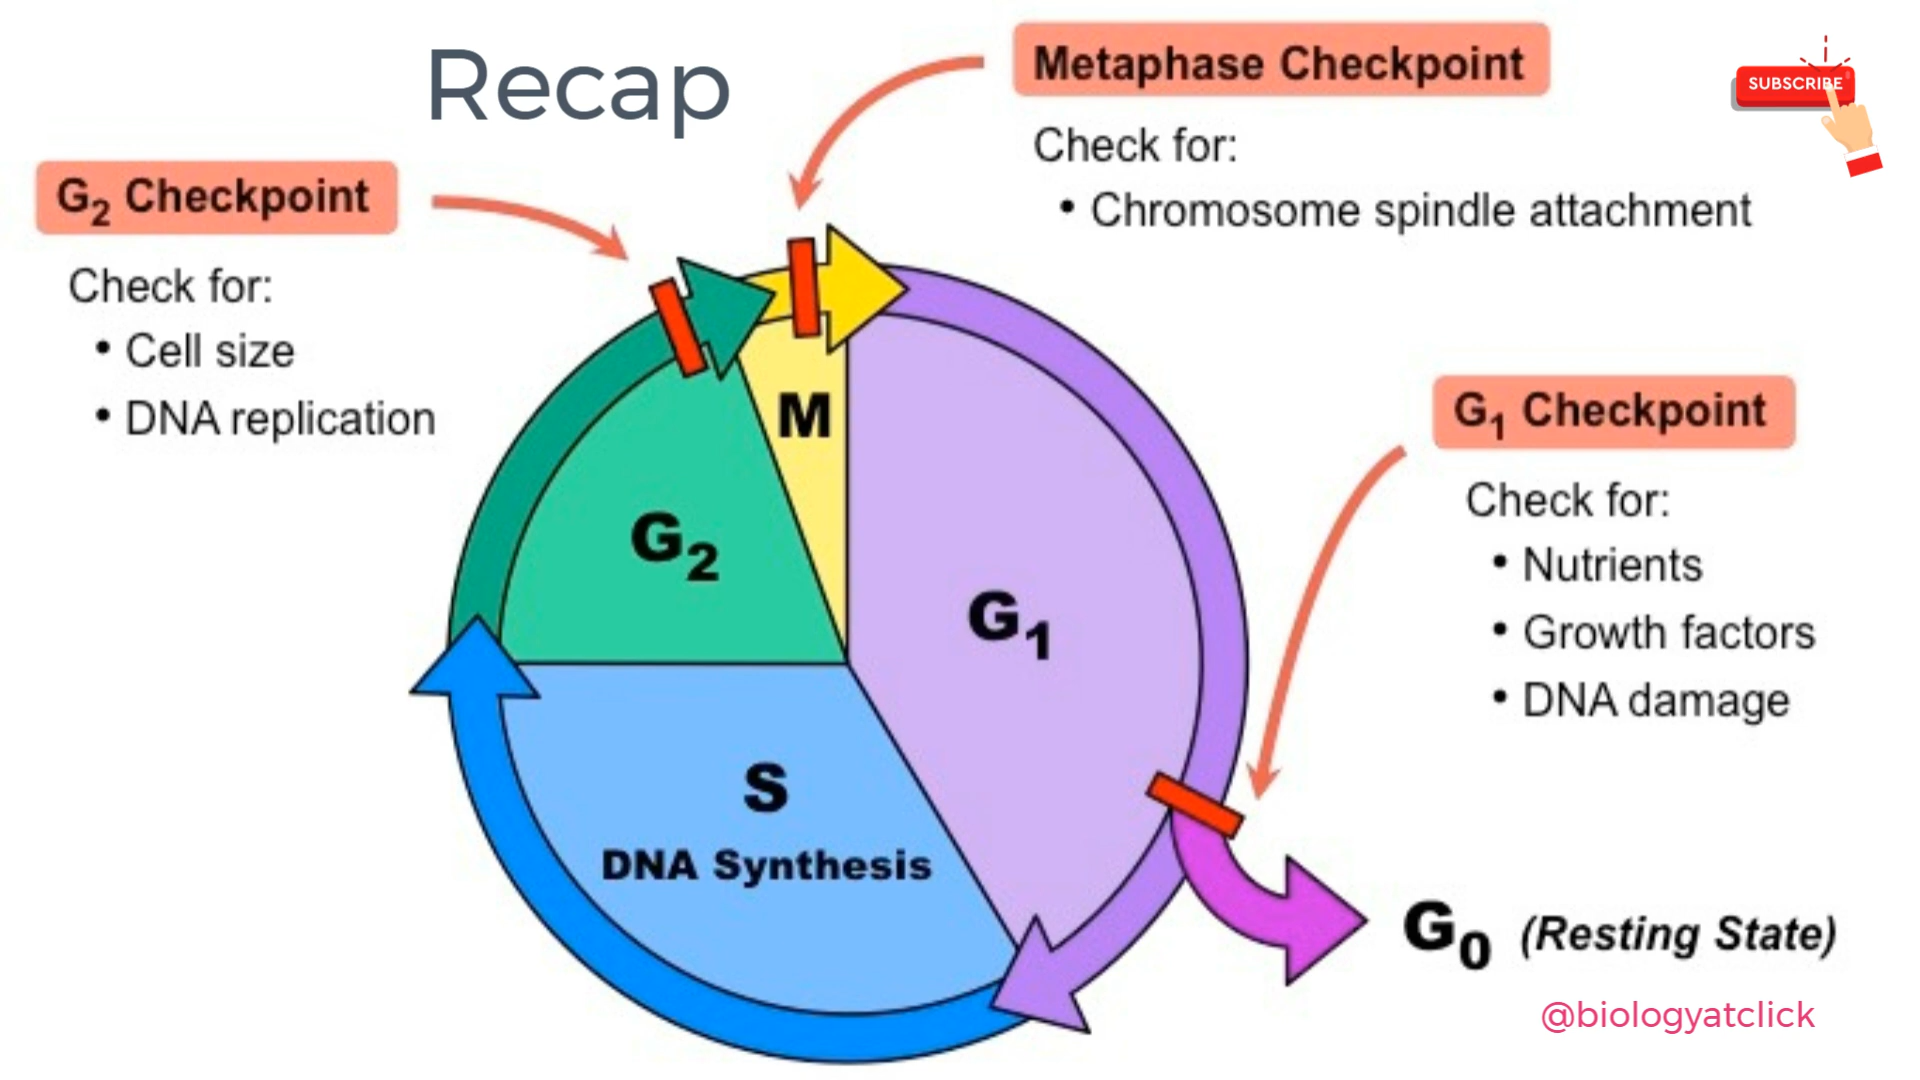 Recap
Metaphase Checkpoint
Check for:
• Chromosome spindle attachment
SUBSCRIBE
G₂ Checkpoint
Check for:
• Cell size
• DNA replication
M
G₂
G₁
S
DNA Synthesis
G₁ Checkpoint
Check for:
• Nutrients
• Growth factors
• DNA damage
G₀ (Resting State)
@biologyatclick